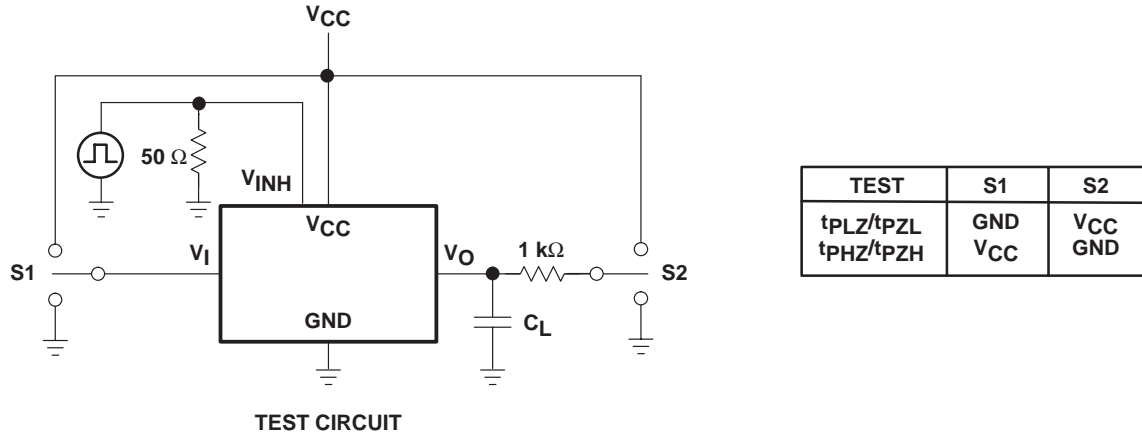 VCC
50 Ω
VINH
VCC
VI
VO
1 kΩ
S1
S2
GND
CL
TEST CIRCUIT
TEST S1 S2
tPLZ/tPZL GND VCC
tPHZ/tPZH VCC GND